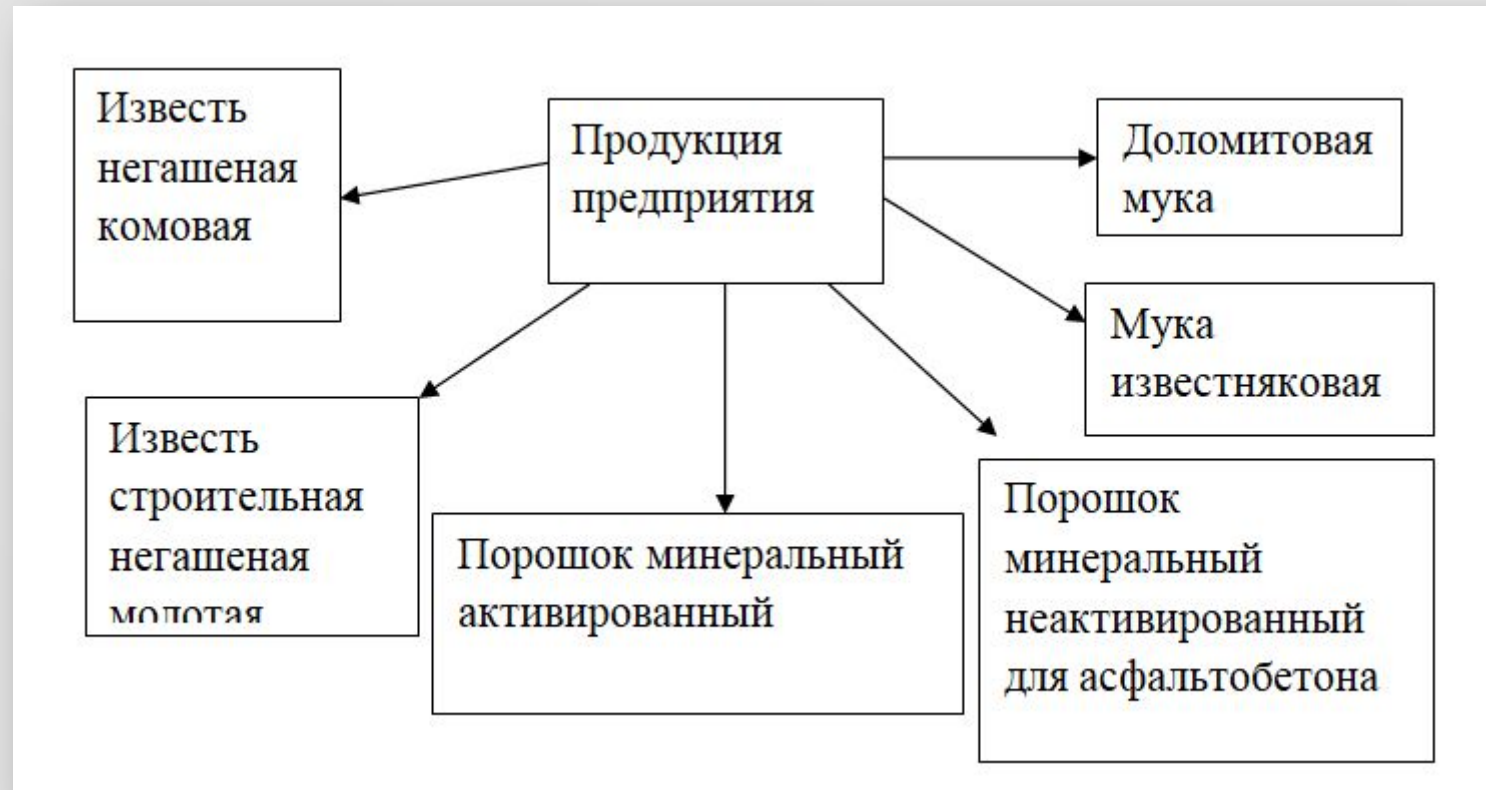 Известь
негашеная
комовая
Продукция
предприятия
Доломитовая
мука
Мука
известняковая
Известь
строительная
негашеная
молотая
Порошок минеральный
активированный
Порошок
минеральный
неактивированный
для асфальтобетона